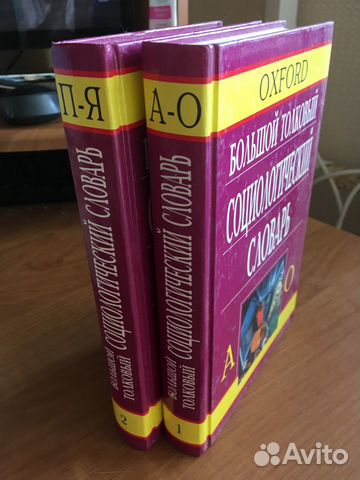 П-Я
БОЛЬШОЙ
ТОЛКОВЫЙ
СОЦИОЛОГИЧЕСКИЙ СЛОВАРЬ
2
А-О
БОЛЬШОЙ
ТОЛКОВЫЙ
СОЦИОЛОГИЧЕСКИЙ СЛОВАРЬ
1
OXFORD
БОЛЬШОЙ ТОЛКОВЫЙ
СОЦИОЛОГИЧЕСКИЙ
СЛОВАРЬ
А
О
Avito